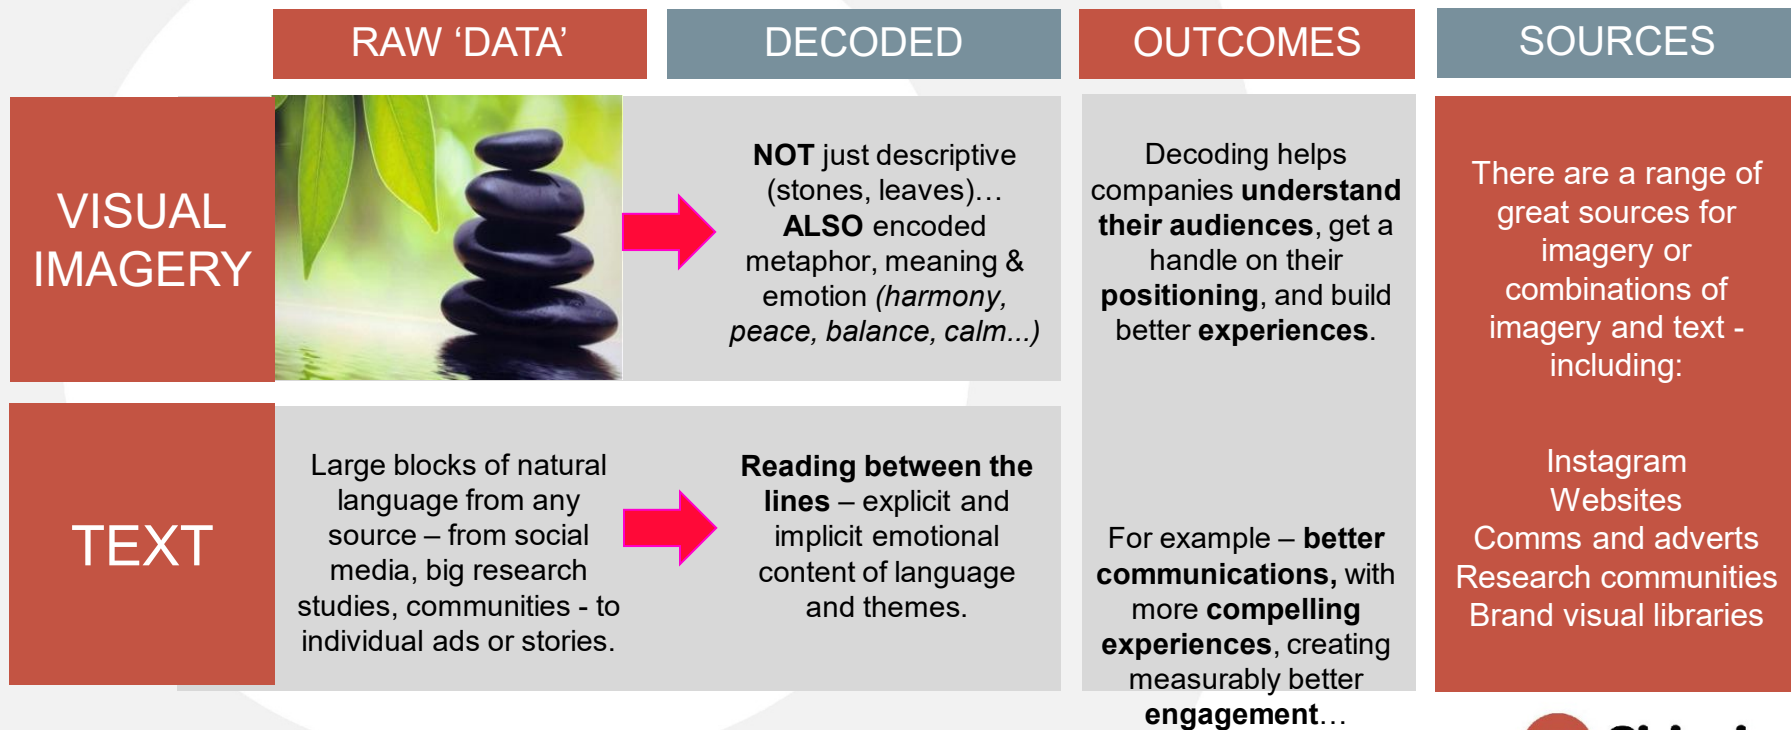 RAW ‘DATA’
DECODED
OUTCOMES
SOURCES
VISUAL
IMAGERY
NOT just descriptive
(stones, leaves)…
ALSO encoded
metaphor, meaning &
emotion (harmony,
peace, balance, calm...)
Decoding helps
companies understand
their audiences, get a
handle on their
positioning, and build
better experiences.
There are a range of
great sources for
imagery or
combinations of
imagery and text -
including:
TEXT
Large blocks of natural
language from any
source – from social
media, big research
studies, communities - to
individual ads or stories.
Reading between the
lines – explicit and
implicit emotional
content of language
and themes.
For example – better
communications, with
more compelling
experiences, creating
measurably better
engagement…
Instagram
Websites
Comms and adverts
Research communities
Brand visual libraries